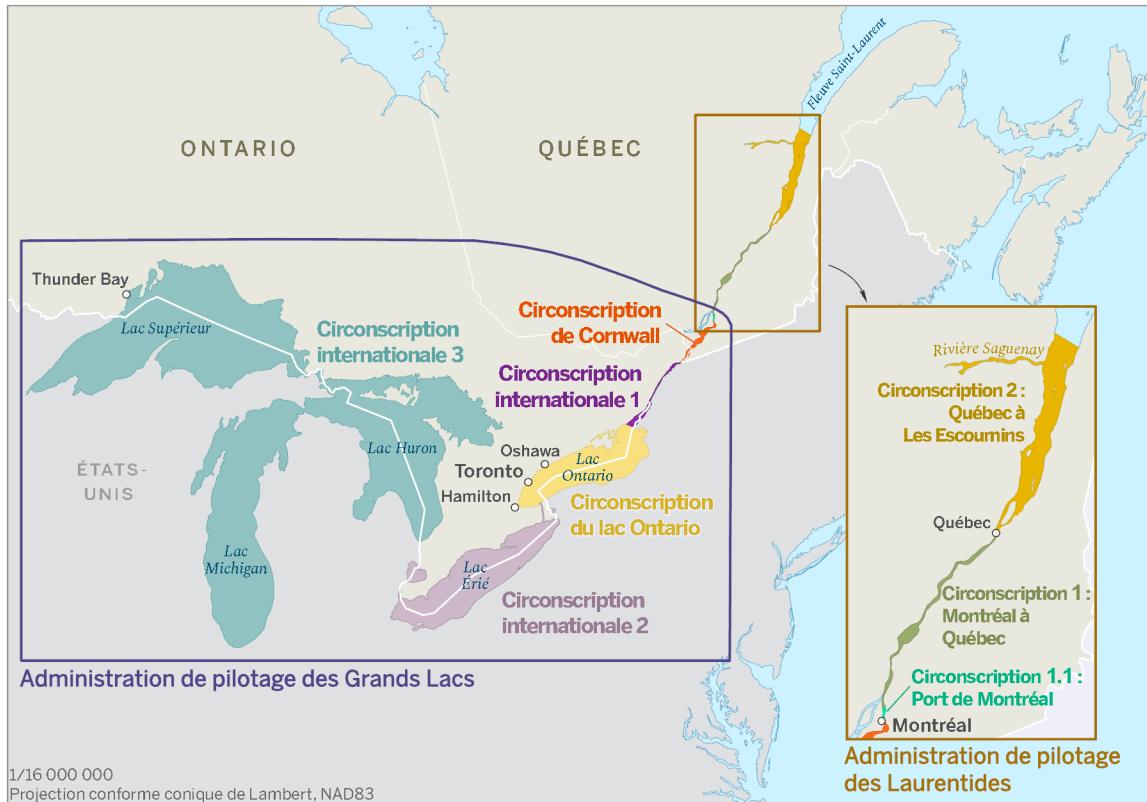 Fleuve Saint-Laurent
ONTARIO
QUÉBEC
Thunder Bay
Lac Supérieur
Circonscription
internationale 3
Circonscription
de Cornwall
Circonscription
internationale 1
Lac Huron
Oshawa
Toronto
Hamilton
Lac
Ontario
Circonscription
du lac Ontario
ÉTATS-
UNIS
Lac
Michigan
Lac
Érié
Circonscription
internationale 2
Administration de pilotage des Grands Lacs
Rivière Saguenay
Circonscription 2 :
Québec à
Les Escoumins
Québec
Circonscription 1 :
Montréal à
Québec
Circonscription 1.1 :
Port de Montréal
Montréal
Administration de pilotage
des Laurentides
1/16 000 000
Projection conforme conique de Lambert, NAD83